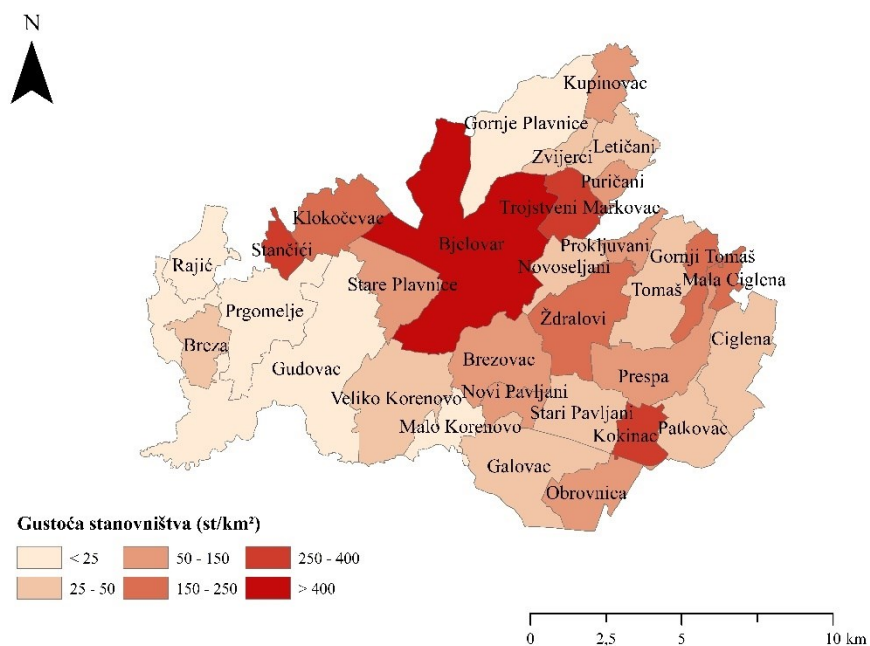 N
Kupinovac
Gornje Plavnice
Letičani
Zvijerci
Puričani
Trojstveni Markovac
Klokočevac
Stančići
Bjelovar
Prokljuvani
Gornji Tomaš
Rajić
Novoseljani
Mala Ciglena
Stare Plavnice
Tomaš
Prgomelje
Ždralovi
Ciglena
Breza
Brezovac
Gudovac
Prespa
Novi Pavljani
Veliko Korenovo
Stari Pavljani
Malo Korenovo
Kokinac
Patkovac
Galovac
Obrovnica
Gustoća stanovništva (st/km²)
< 25
50 - 150
250 - 400
25 - 50
150 - 250
> 400
0
2,5
5
10 km